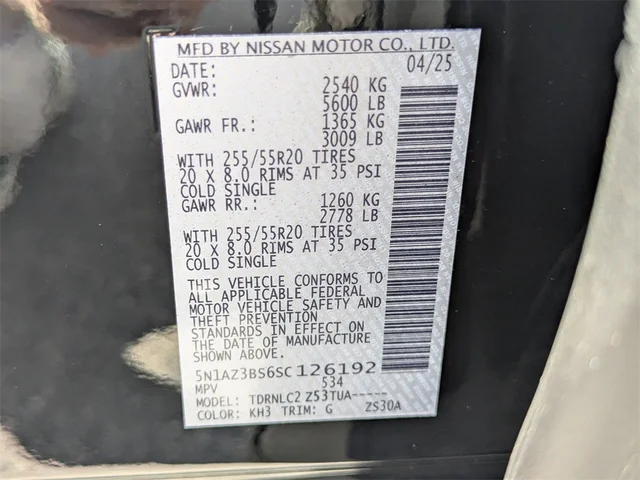 MFD BY NISSAN MOTOR CO., LTD.
DATE: 04/25
GVWR: 2540 KG
5600 LB
GAWR FR.: 1365 KG
3009 LB
WITH 255/55R20 TIRES
20 X 8.0 RIMS AT 35 PSI
COLD SINGLE
GAWR RR.: 1260 KG
2778 LB
WITH 255/55R20 TIRES
20 X 8.0 RIMS AT 35 PSI
COLD SINGLE
THIS VEHICLE CONFORMS TO
ALL APPLICABLE FEDERAL
MOTOR VEHICLE SAFETY AND
THEFT PREVENTION
STANDARDS IN EFFECT ON
THE DATE OF MANUFACTURE
SHOWN ABOVE.
5N1AZ3BS6SC126192
MPV 534
MODEL: TDRNLC2 Z53TUA-----
COLOR: KH3 TRIM: G ZS30A